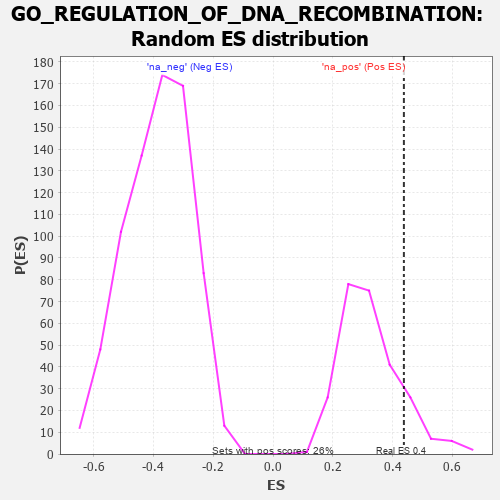 GO_REGULATION_OF_DNA_RECOMBINATION:
Random ES distribution
'na_neg' (Neg ES)
'na_pos' (Pos ES)
180
170
160
150
140
130
120
110
100
90
80
70
60
50
40
30
20
10
0
P(ES)
Sets with pos scores: 26%
Real ES 0.4
-0.6 -0.4 -0.2 0.0 0.2 0.4 0.6
ES